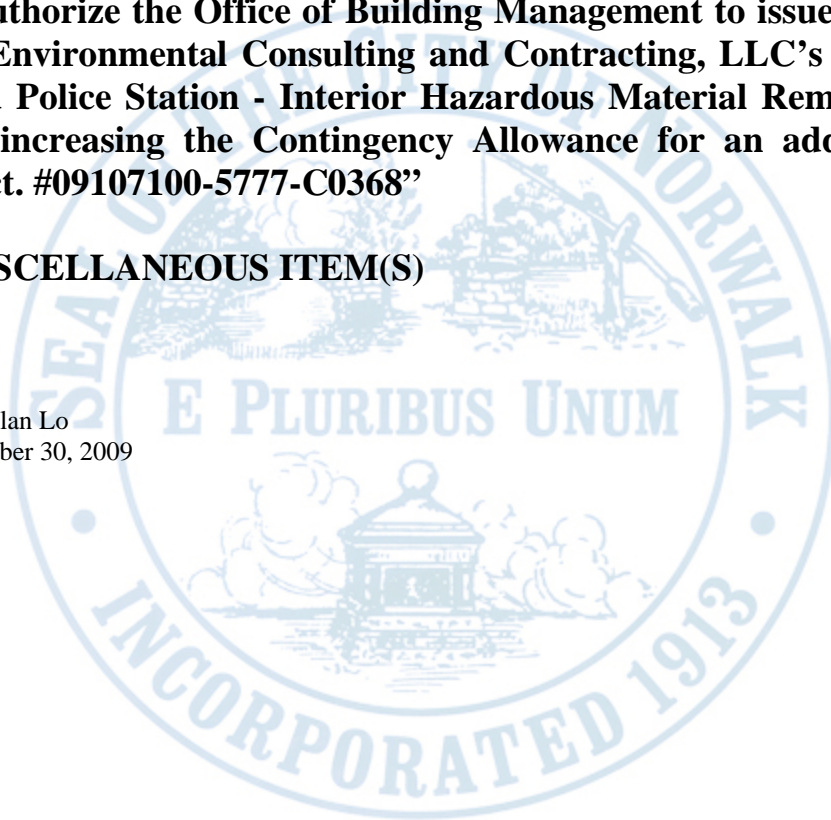 uthorize the Office of Building Management to issue
Environmental Consulting and Contracting, LLC’s
Police Station - Interior Hazardous Material Rem
increasing the Contingency Allowance for an add
ct. #09107100-5777-C0368”
SCELLANEOUS ITEM(S)
lan Lo
ber 30, 2009
SEAL OF THE CITY OF NORWALK
E PLURIBUS UNUM
INCORPORATED 1913